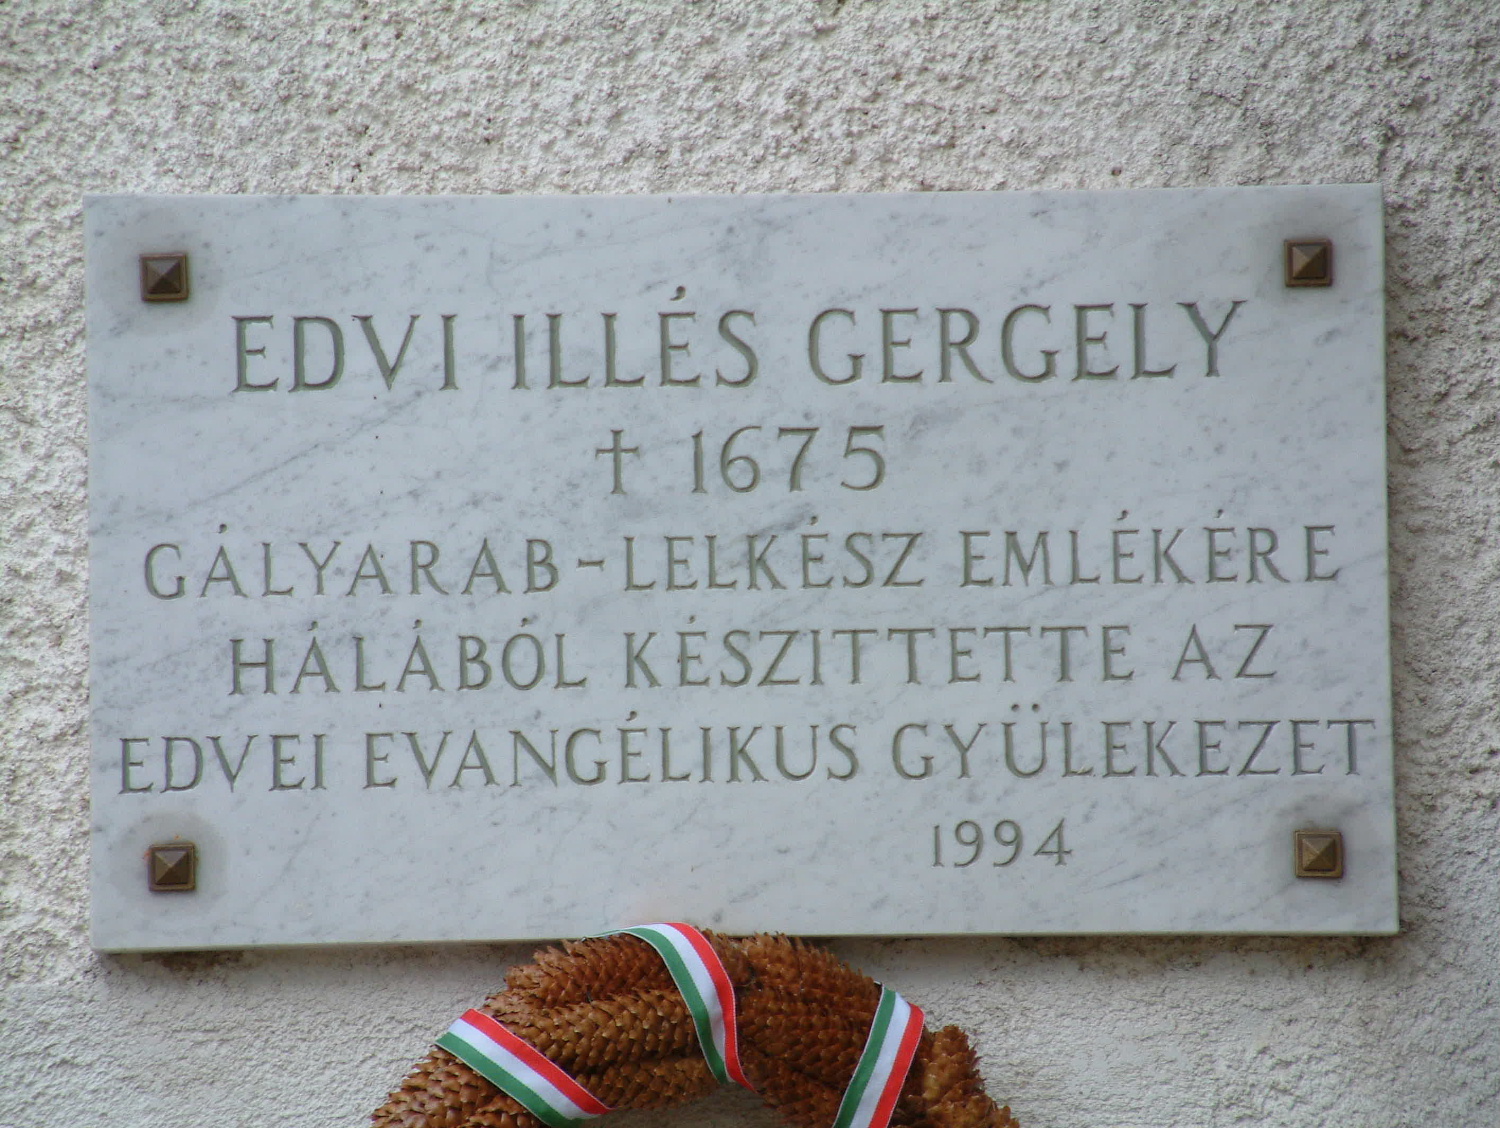 EDVI ILLÉS GERGELY
† 1675
GÁLYARAB-LELKÉSZ EMLÉKÉRE
HÁLÁBÓL KÉSZITTETTE AZ
EDVEI EVANGÉLIKUS GYÜLEKEZET
1994